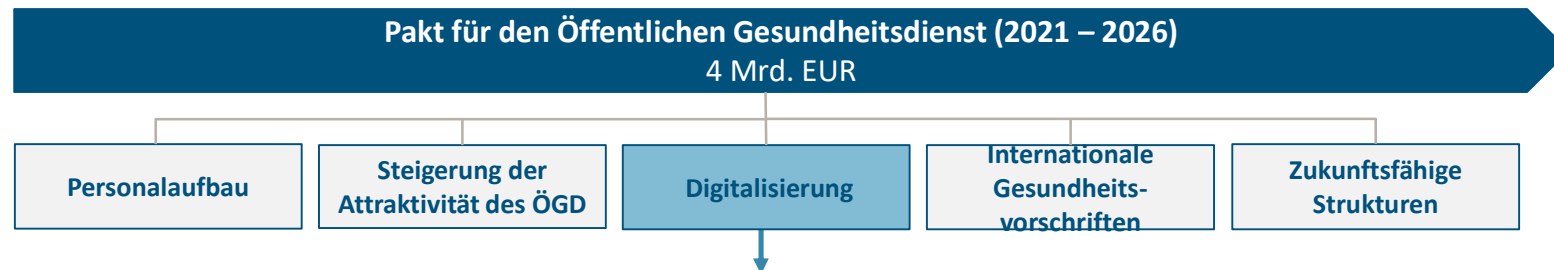 Pakt für den Öffentlichen Gesundheitsdienst (2021 – 2026)
4 Mrd. EUR
Personalaufbau
Steigerung der
Attraktivität des ÖGD
Digitalisierung
Internationale
Gesundheits-
vorschriften
Zukunftsfähige
Strukturen